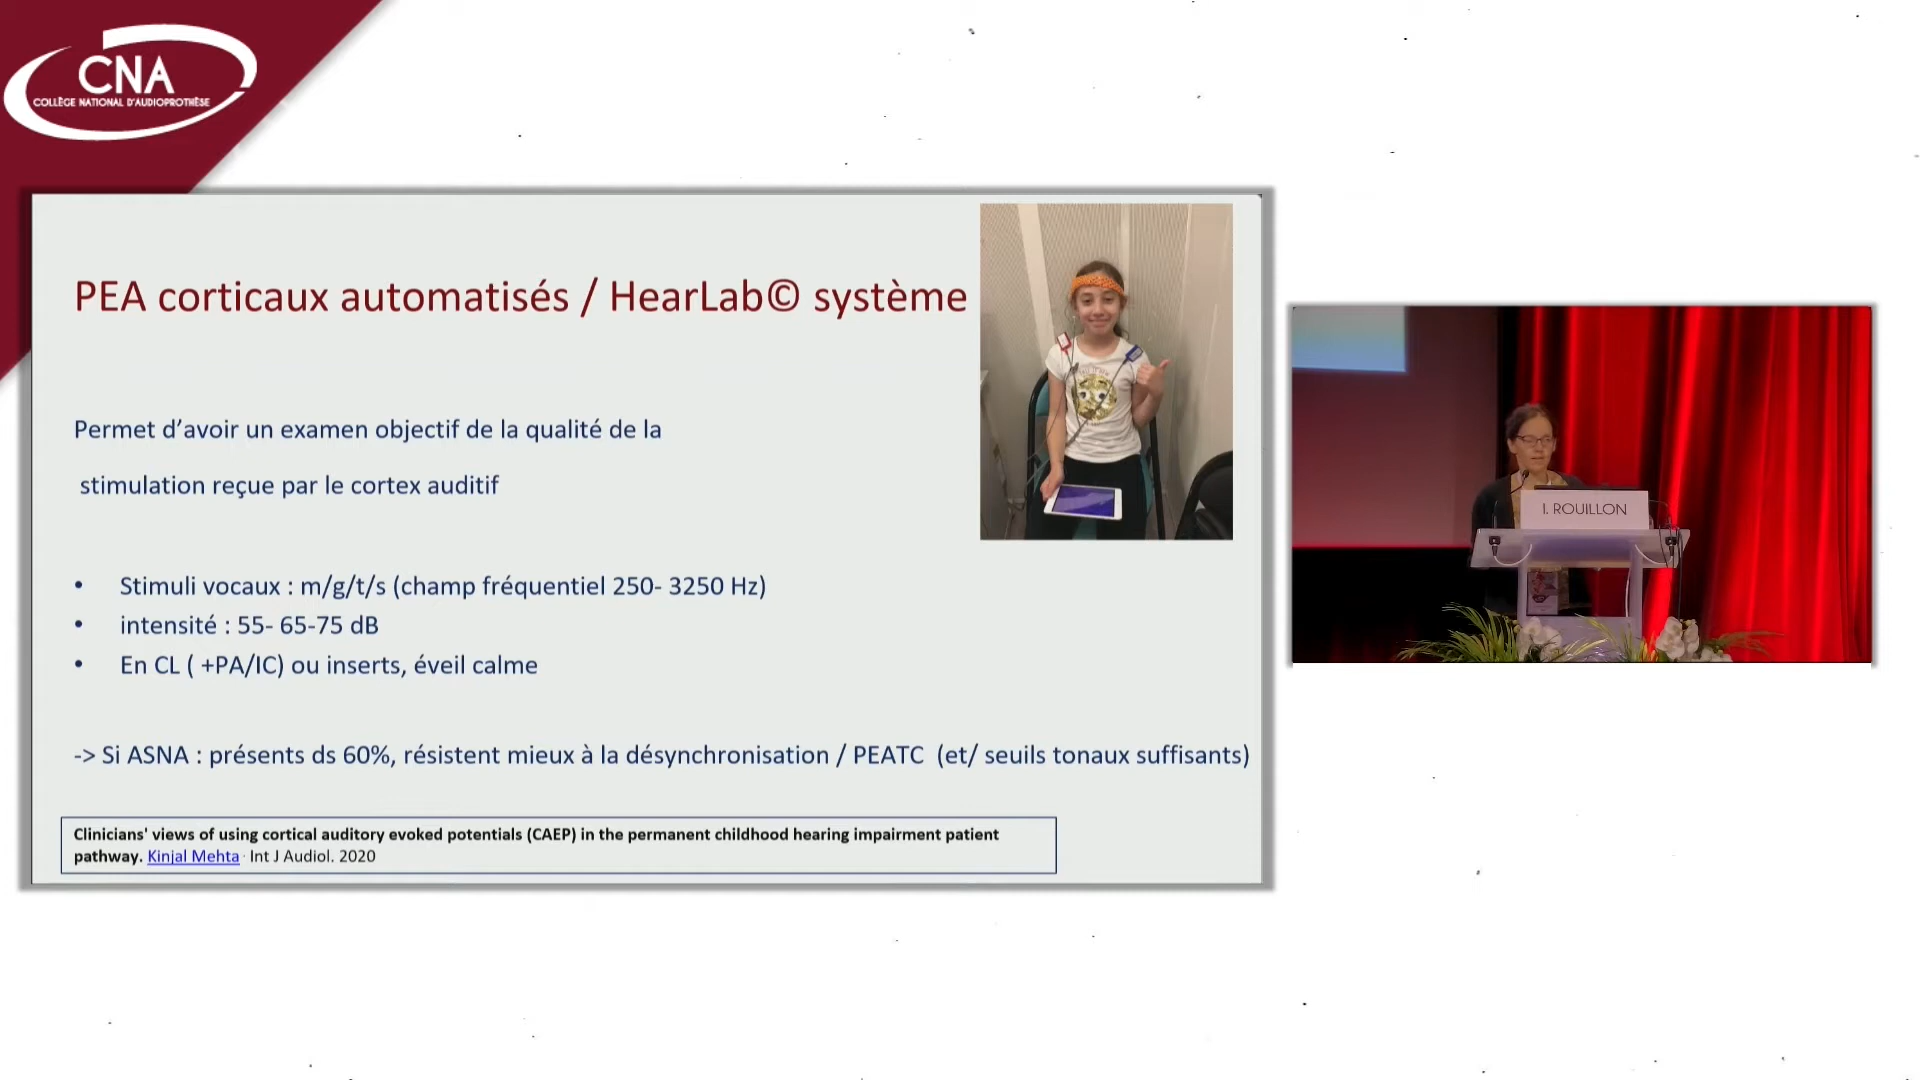 CNA
COLLÈGE NATIONAL D'AUDIOPROTHÈSE
PEA corticaux automatisés / HearLab© système
Permet d'avoir un examen objectif de la qualité de la
stimulation reçue par le cortex auditif
• Stimuli vocaux : m/g/t/s (champ fréquentiel 250- 3250 Hz)
• intensité : 55- 65-75 dB
• En CL ( +PA/IC) ou inserts, éveil calme
-> Si ASNA : présents ds 60%, résistent mieux à la désynchronisation / PEATC (et/ seuils tonaux suffisants)
Clinicians' views of using cortical auditory evoked potentials (CAEP) in the permanent childhood hearing impairment patient
pathway. Kinjal Mehta· Int J Audiol. 2020
I. ROUILLON